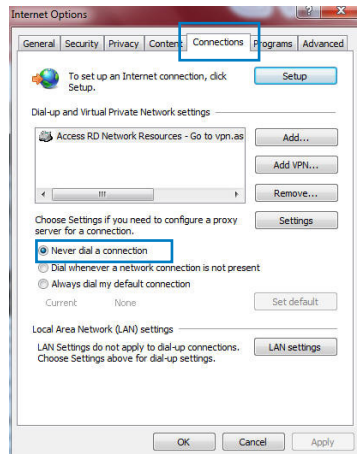 Internet Options
General Security Privacy Content Connections Programs Advanced
To set up an Internet connection, click
Setup.
Setup
Dial-up and Virtual Private Network settings
Access RD Network Resources - Go to vpn.as
Add...
Add VPN...
Remove...
Choose Settings if you need to configure a proxy
server for a connection.
Settings
Never dial a connection
Dial whenever a network connection is not present
Always dial my default connection
Current None
Set default
Local Area Network (LAN) settings
LAN Settings do not apply to dial-up connections.
Choose Settings above for dial-up settings.
LAN settings
OK Cancel Apply